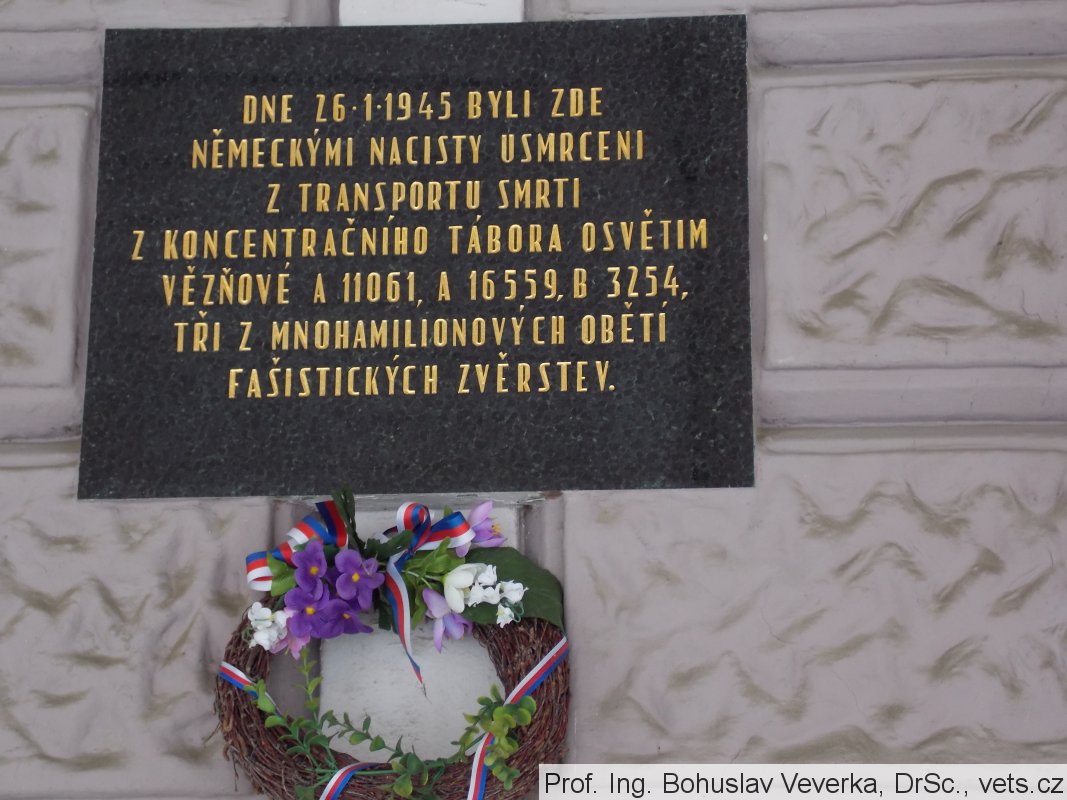 DNE 26·1·1945 BYLI ZDE
NĚMECKÝMI NACISTY USMRCENI
Z TRANSPORTU SMRTI
Z KONCENTRAČNÍHO TÁBORA OSVĚTIM
VĚZŇOVÉ A 11061, A 16559, B 3254,
TŘI Z MNOHAMILIONOVÝCH OBĚTÍ
FAŠISTICKÝCH ZVĚRSTEV.
Prof. Ing. Bohuslav Veverka, DrSc., vets.cz